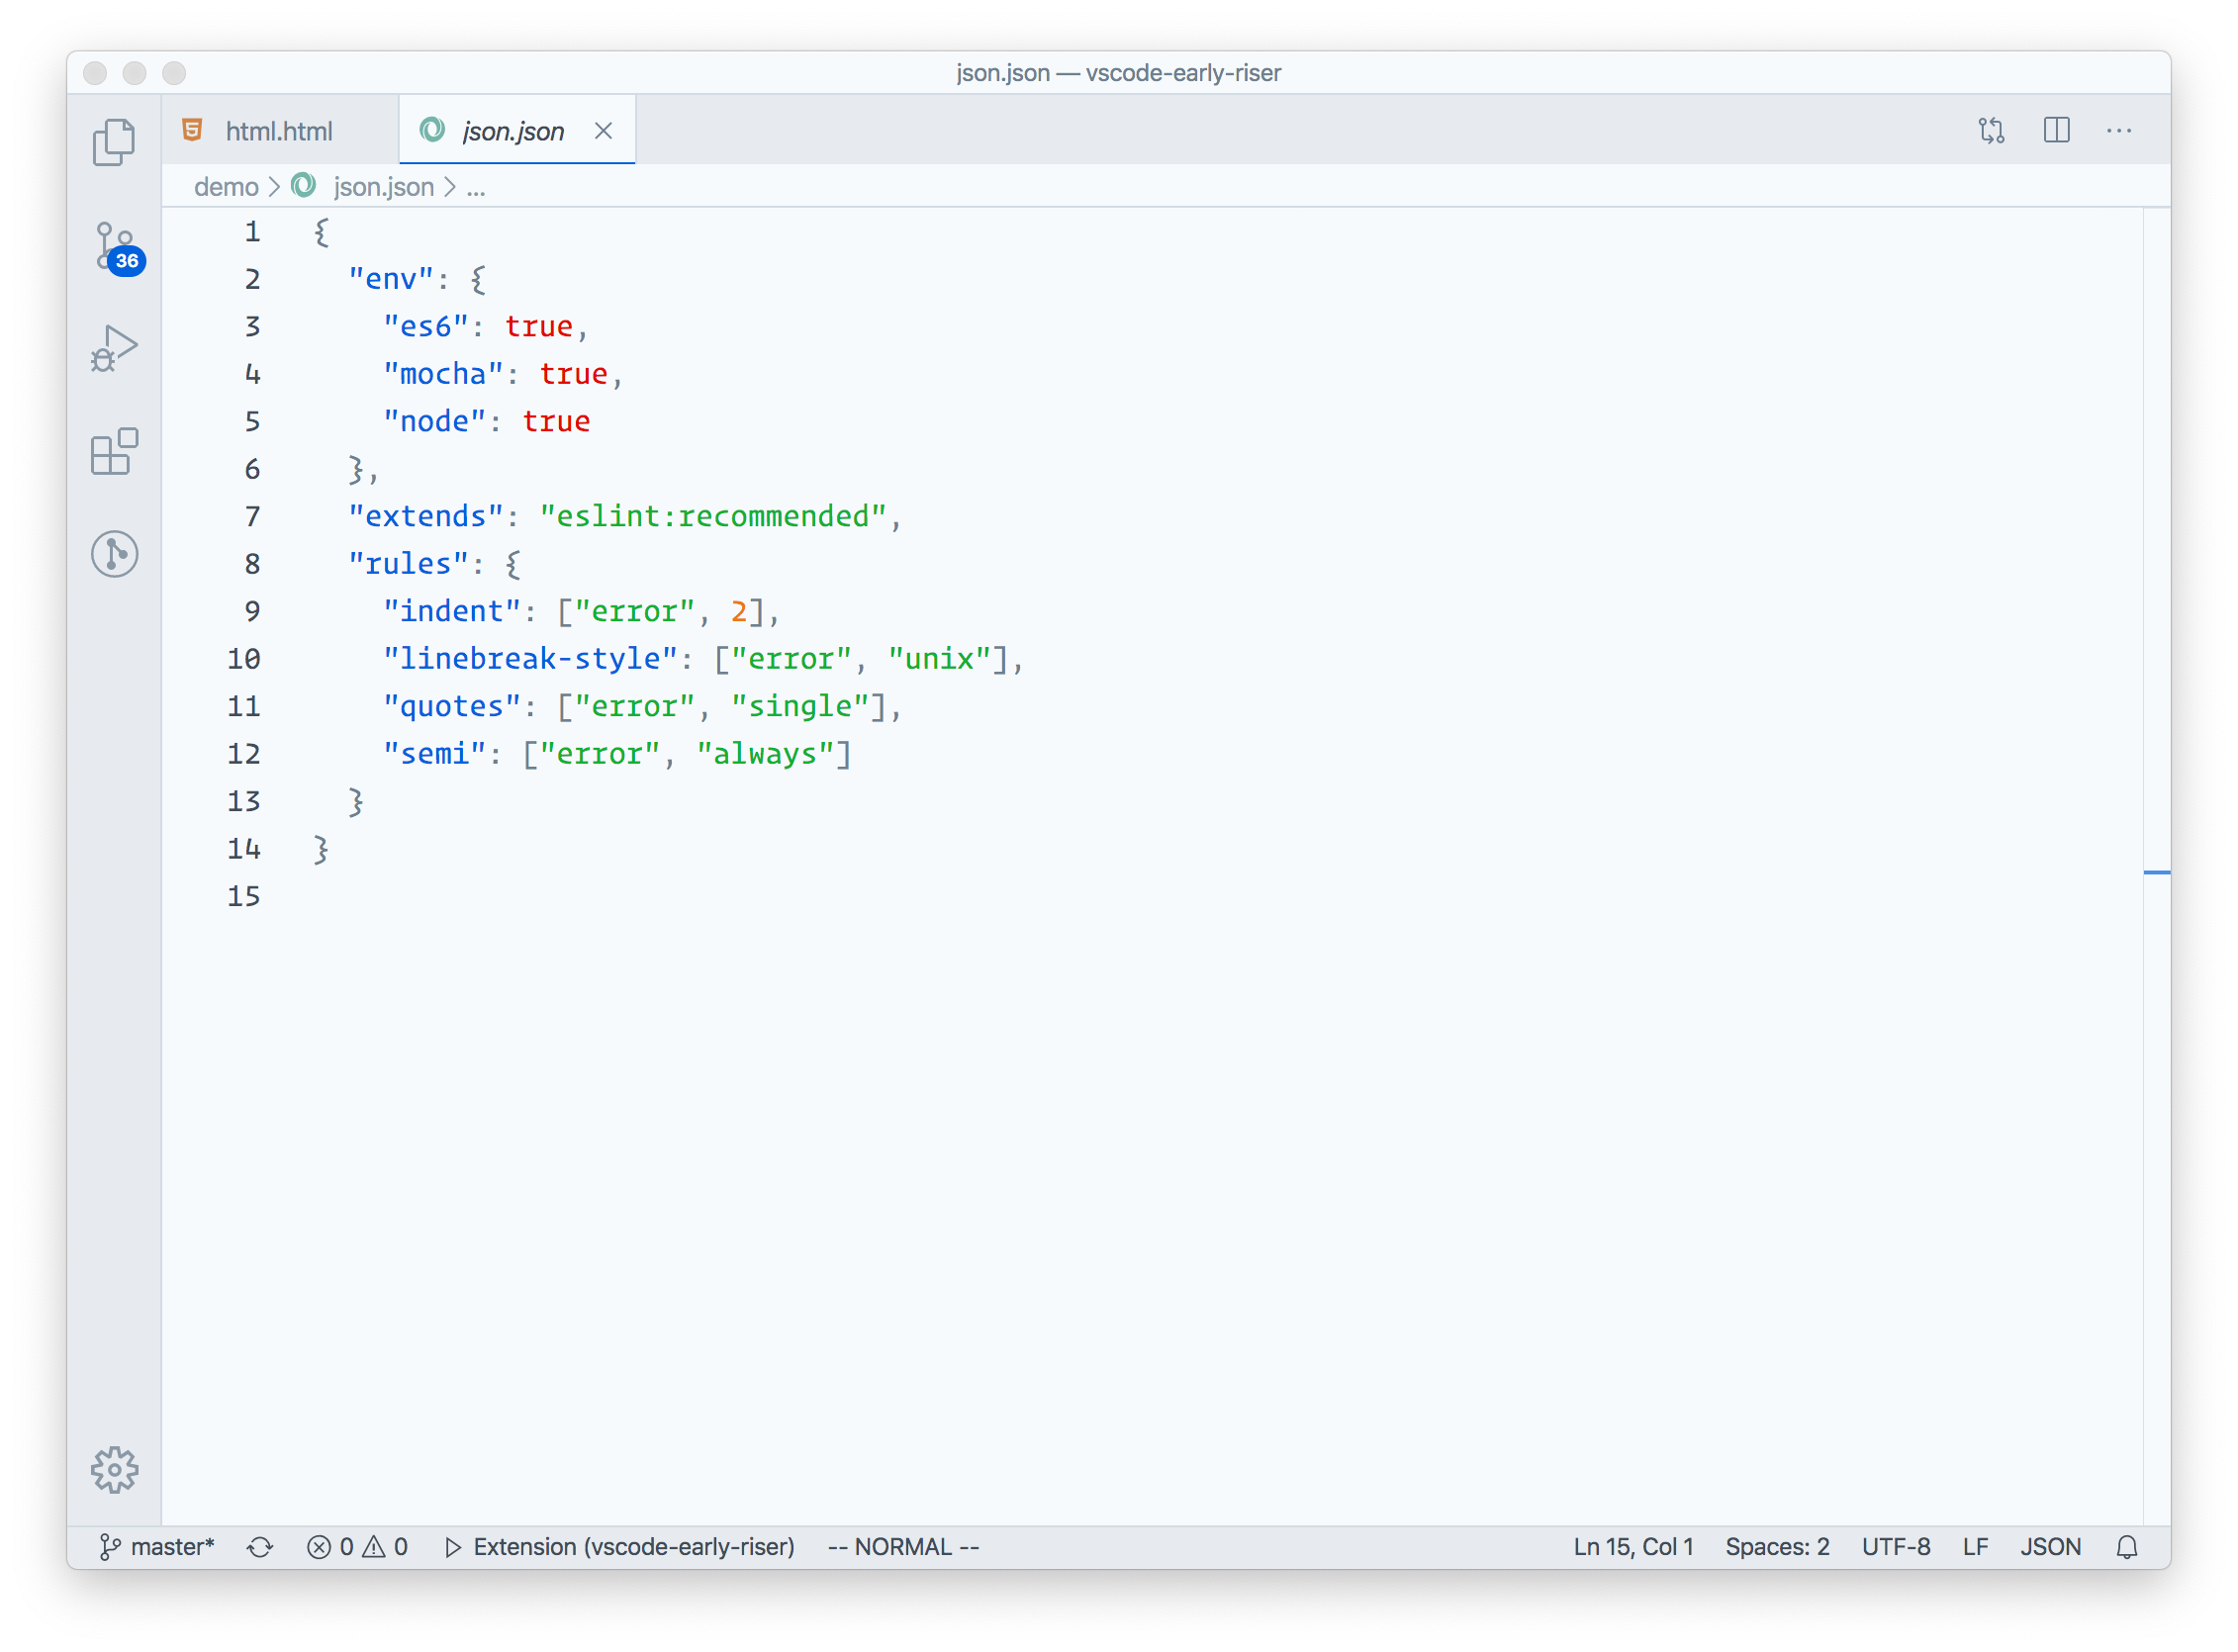 json.json — vscode-early-riser
html.html json.json
demo > json.json > ...
36
1 {
2   "env": {
3     "es6": true,
4     "mocha": true,
5     "node": true
6   },
7   "extends": "eslint:recommended",
8   "rules": {
9     "indent": ["error", 2],
10     "linebreak-style": ["error", "unix"],
11     "quotes": ["error", "single"],
12     "semi": ["error", "always"]
13   }
14 }
15
master* 0 0 Extension (vscode-early-riser) -- NORMAL -- Ln 15, Col 1 Spaces: 2 UTF-8 LF JSON